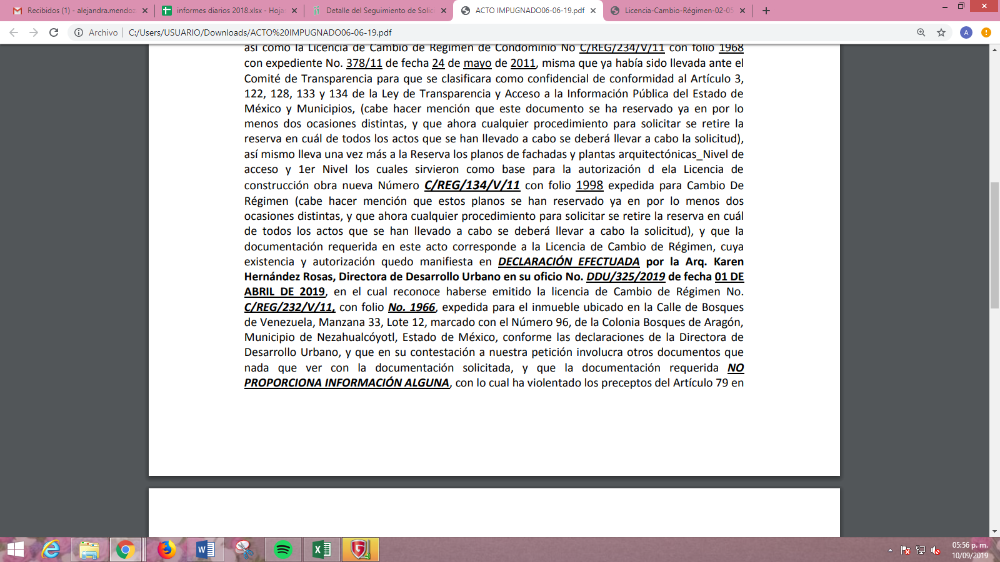 Recibidos (1) - alejandra.mendoz
informes diarios 2018.xlsx - Hoja
Detalle del Seguimiento de Solic
ACTO IMPUGNADO06-06-19.pdf
Licencia-Cambio-Régimen-02-05
Archivo
C:/Users/USUARIO/Downloads/ACTO%20IMPUGNADO06-06-19.pdf
A
así como la Licencia de Cambio de Régimen de Condominio No C/REG/234/V/11 con folio 1968
con expediente No. 378/11 de fecha 24 de mayo de 2011, misma que ya había sido llevada ante el
Comité de Transparencia para que se clasificara como confidencial de conformidad al Artículo 3,
122, 128, 133 y 134 de la Ley de Transparencia y Acceso a la Información Pública del Estado de
México y Municipios, (cabe hacer mención que este documento se ha reservado ya en por lo
menos dos ocasiones distintas, y que ahora cualquier procedimiento para solicitar se retire la
reserva en cuál de todos los actos que se han llevado a cabo se deberá llevar a cabo la solicitud),
así mismo lleva una vez más a la Reserva los planos de fachadas y plantas arquitectónicas_Nivel de
acceso y 1er Nivel los cuales sirvieron como base para la autorización d ela Licencia de
construcción obra nueva Número C/REG/134/V/11 con folio 1998 expedida para Cambio De
Régimen (cabe hacer mención que estos planos se han reservado ya en por lo menos dos
ocasiones distintas, y que ahora cualquier procedimiento para solicitar se retire la reserva en cuál
de todos los actos que se han llevado a cabo se deberá llevar a cabo la solicitud), y que la
documentación requerida en este acto corresponde a la Licencia de Cambio de Régimen, cuya
existencia y autorización quedo manifiesta en DECLARACIÓN EFECTUADA por la Arq. Karen
Hernández Rosas, Directora de Desarrollo Urbano en su oficio No. DDU/325/2019 de fecha 01 DE
ABRIL DE 2019, en el cual reconoce haberse emitido la licencia de Cambio de Régimen No.
C/REG/232/V/11, con folio No. 1966, expedida para el inmueble ubicado en la Calle de Bosques
de Venezuela, Manzana 33, Lote 12, marcado con el Número 96, de la Colonia Bosques de Aragón,
Municipio de Nezahualcóyotl, Estado de México, conforme las declaraciones de la Directora de
Desarrollo Urbano, y que en su contestación a nuestra petición involucra otros documentos que
nada que ver con la documentación solicitada, y que la documentación requerida NO
PROPORCIONA INFORMACIÓN ALGUNA, con lo cual ha violentado los preceptos del Artículo 79 en
05:56 p. m.
10/09/2019